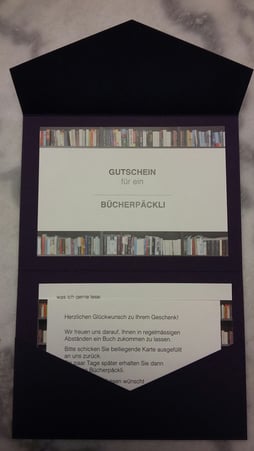 GUTSCHEIN
für ein
BÜCHERPÄCKLI
was ich gerne lese:
Herzlichen Glückwunsch zu Ihrem Geschenk!
Wir freuen uns darauf, Ihnen in regelmässigen
Abständen ein Buch zukommen zu lassen.
Bitte schicken Sie beiliegende Karte ausgefüllt
an uns zurück.
paar Tage später erhalten Sie dann
Bücherpäckli.
wünscht